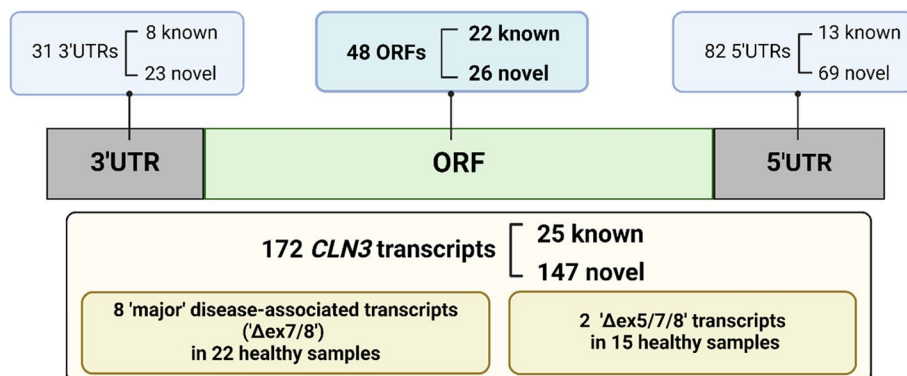 31 3'UTRs
8 known
23 novel
48 ORFs
22 known
26 novel
82 5'UTRs
13 known
69 novel
3'UTR
ORF
5'UTR
172 CLN3 transcripts
25 known
147 novel
8 'major' disease-associated transcripts
('Δex7/8')
in 22 healthy samples
2 'Δex5/7/8' transcripts
in 15 healthy samples